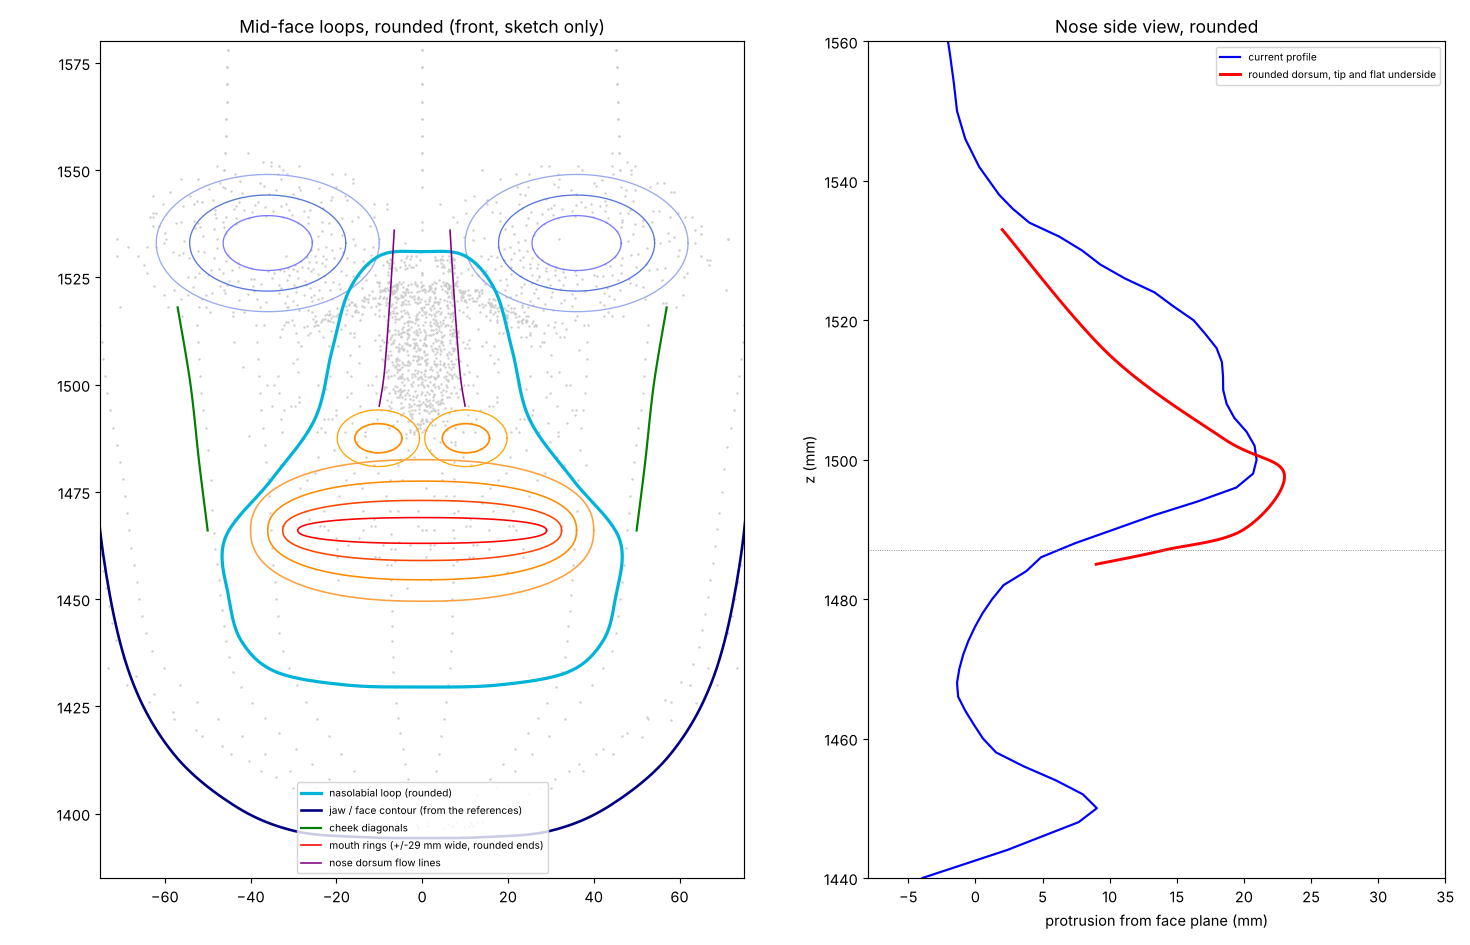 Mid-face loops, rounded (front, sketch only)
1575
1550
1525
1500
1475
1450
1425
1400
−60
−40
−20
0
20
40
60
nasolabial loop (rounded)
jaw / face contour (from the references)
cheek diagonals
mouth rings (+/-29 mm wide, rounded ends)
nose dorsum flow lines
Nose side view, rounded
current profile
rounded dorsum, tip and flat underside
z (mm)
1560
1540
1520
1500
1480
1460
1440
−5
0
5
10
15
20
25
30
35
protrusion from face plane (mm)